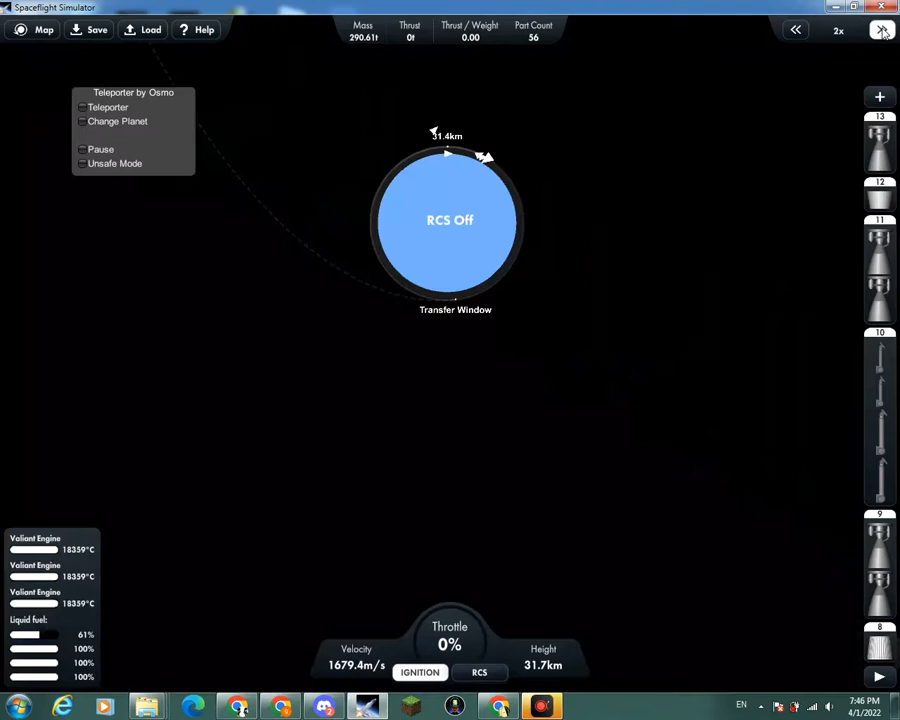 Spaceflight Simulator
Map
Save
Load
Help
Mass
290.61t
Thrust
0t
Thrust / Weight
0.00
Part Count
56
2x
Teleporter by Osmo
Teleporter
Change Planet
Pause
Unsafe Mode
31.4km
RCS Off
Transfer Window
13
12
11
10
9
8
Valiant Engine
18359°C
Valiant Engine
18359°C
Valiant Engine
18359°C
Liquid fuel:
61%
100%
100%
100%
Throttle
0%
Velocity
1679.4m/s
Height
31.7km
IGNITION
RCS
EN
7:46 PM
4/1/2022